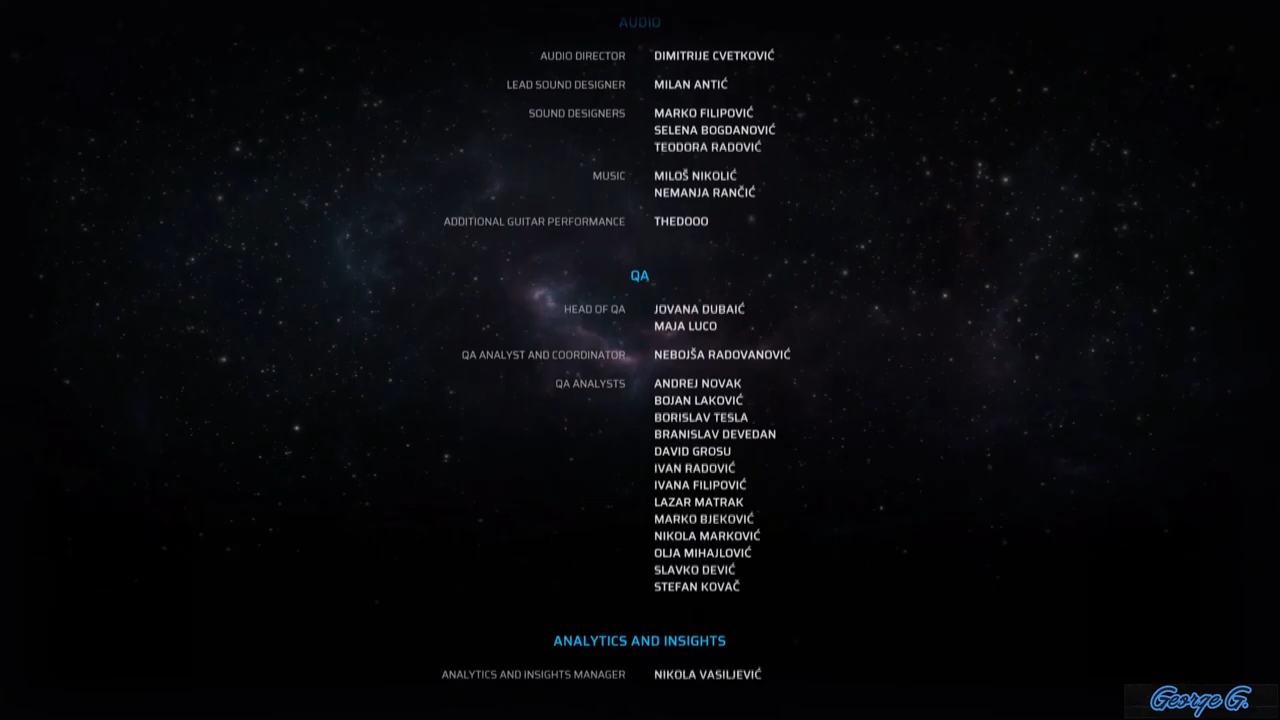 AUDIO
AUDIO DIRECTOR DIMITRIJE CVETKOVIĆ
LEAD SOUND DESIGNER MILAN ANTIĆ
SOUND DESIGNERS MARKO FILIPOVIĆ
SELENA BOGDANOVIĆ
TEODORA RADOVIĆ
MUSIC MILOŠ NIKOLIĆ
NEMANJA RANČIĆ
ADDITIONAL GUITAR PERFORMANCE THEDOOO
QA
HEAD OF QA JOVANA DUBAIĆ
MAJA LUCO
QA ANALYST AND COORDINATOR NEBOJŠA RADOVANOVIĆ
QA ANALYSTS ANDREJ NOVAK
BOJAN LAKOVIĆ
BORISLAV TESLA
BRANISLAV DEVEDAN
DAVID GROSU
IVAN RADOVIĆ
IVANA FILIPOVIĆ
LAZAR MATRAK
MARKO BJEKOVIĆ
NIKOLA MARKOVIĆ
OLJA MIHAJLOVIĆ
SLAVKO DEVIĆ
STEFAN KOVAČ
ANALYTICS AND INSIGHTS
ANALYTICS AND INSIGHTS MANAGER NIKOLA VASILJEVIĆ
George G.